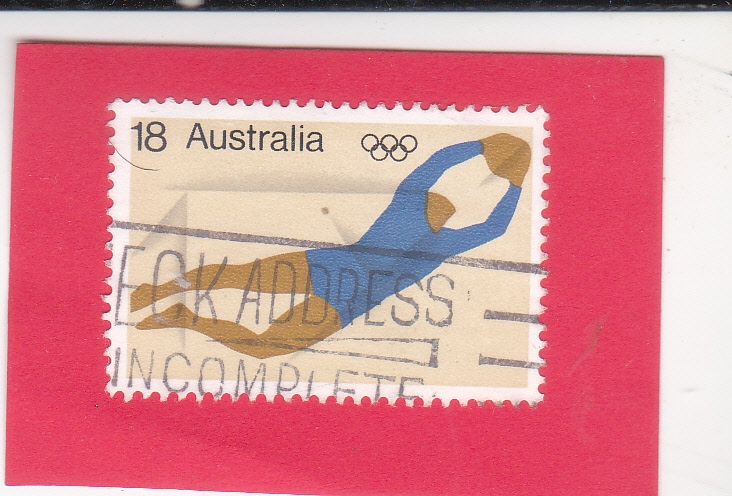 18 Australia
ECK ADDRESS
INCOMPLETE